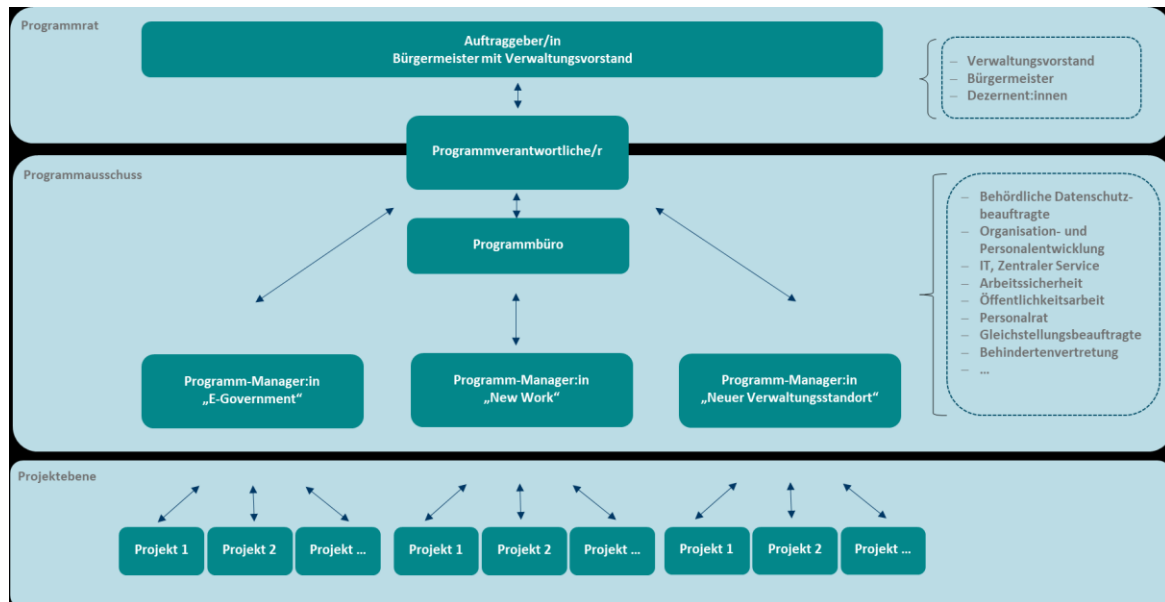 Programmrat
Auftraggeber/in
Bürgermeister mit Verwaltungsvorstand
– Verwaltungsvorstand
– Bürgermeister
– Dezernent:innen
Programmverantwortliche/r
Programmausschuss
Programmbüro
– Behördliche Datenschutz-
beauftragte
– Organisation- und
Personalentwicklung
– IT, Zentraler Service
– Arbeitssicherheit
– Öffentlichkeitsarbeit
– Personalrat
– Gleichstellungsbeauftragte
– Behindertenvertretung
– ...
Programm-Manager:in
„E-Government“
Programm-Manager:in
„New Work“
Programm-Manager:in
„Neuer Verwaltungsstandort“
Projektebene
Projekt 1
Projekt 2
Projekt ...
Projekt 1
Projekt 2
Projekt ...
Projekt 1
Projekt 2
Projekt ...